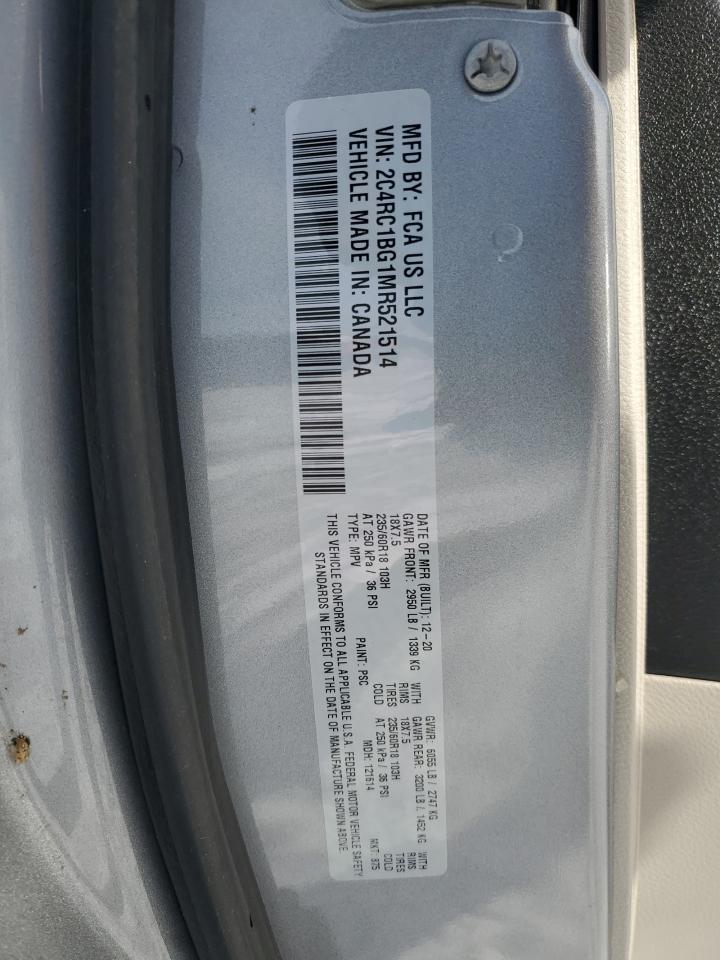 MFD BY: FCA US LLC
VIN: 2C4RC1BG1MR521514
VEHICLE MADE IN: CANADA
DATE OF MFR (BUILT): 12-20 GVWR: 6055 LB / 2747 KG
GAWR FRONT: 2950 LB / 1339 KG WITH GAWR REAR: 3200 LB / 1452 KG WITH
18X7.5 RIMS 18X7.5 RIMS
235/60R18 103H TIRES 235/60R18 103H TIRES
AT 250 kPa / 36 PSI COLD AT 250 kPa / 36 PSI COLD
TYPE: MPV PAINT: PSC MDH: 121614 MKT: 875
THIS VEHICLE CONFORMS TO ALL APPLICABLE U.S.A. FEDERAL MOTOR VEHICLE SAFETY
STANDARDS IN EFFECT ON THE DATE OF MANUFACTURE SHOWN ABOVE.